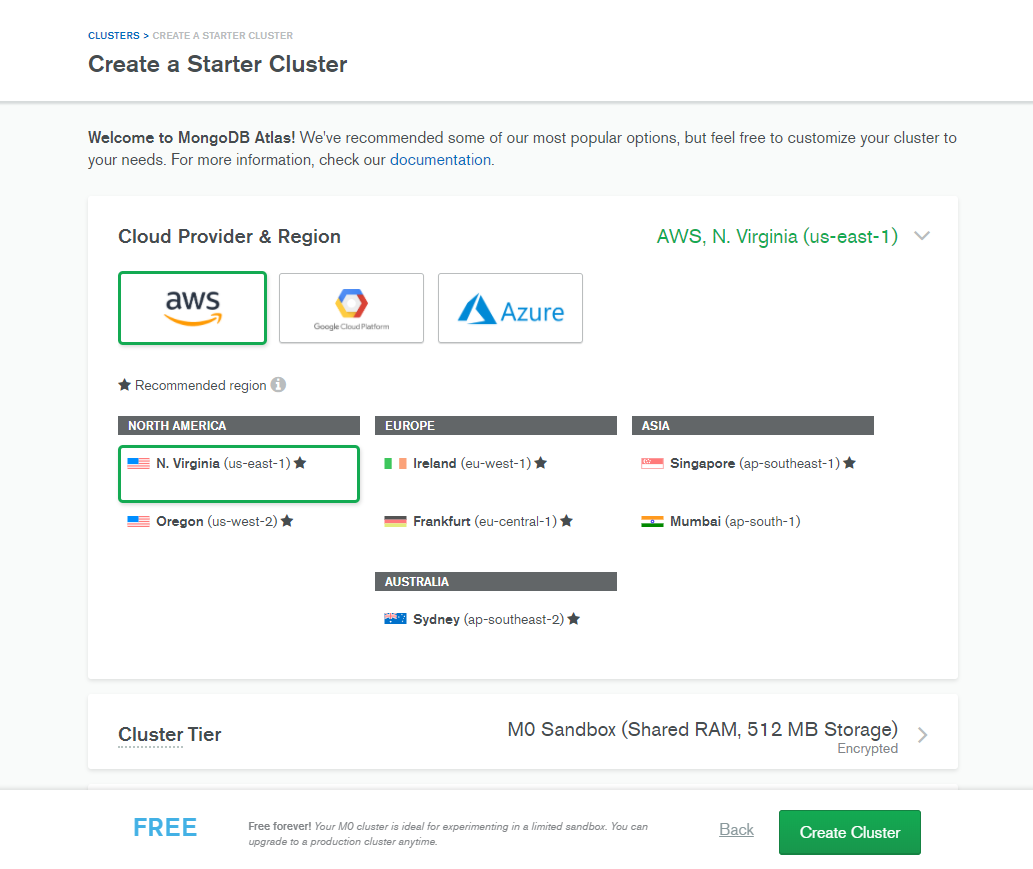 CLUSTERS > CREATE A STARTER CLUSTER
Create a Starter Cluster
Welcome to MongoDB Atlas! We've recommended some of our most popular options, but feel free to customize your cluster to
your needs. For more information, check our documentation.
Cloud Provider & Region
AWS, N. Virginia (us-east-1)
aws
Google Cloud Platform
Azure
Recommended region
NORTH AMERICA
N. Virginia (us-east-1)
Oregon (us-west-2)
EUROPE
Ireland (eu-west-1)
Frankfurt (eu-central-1)
AUSTRALIA
Sydney (ap-southeast-2)
ASIA
Singapore (ap-southeast-1)
Mumbai (ap-south-1)
Cluster Tier
M0 Sandbox (Shared RAM, 512 MB Storage)
Encrypted
FREE
Free forever! Your M0 cluster is ideal for experimenting in a limited sandbox. You can
upgrade to a production cluster anytime.
Back
Create Cluster